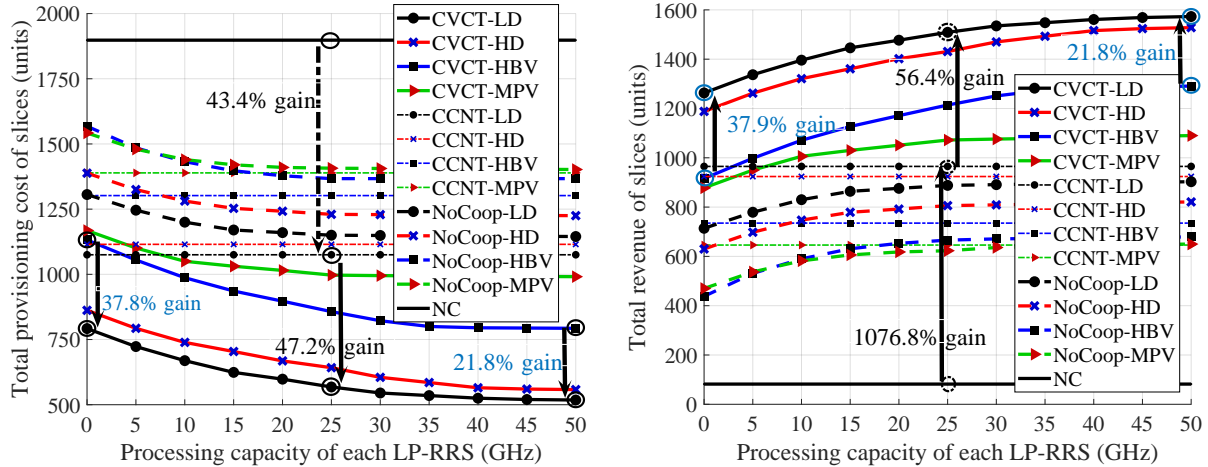 Total provisioning cost of slices (units)
2000
1750
1500
1250
1000
750
500
0
5
10
15
20
25
30
35
40
45
50
Processing capacity of each LP-RRS (GHz)
43.4% gain
37.8% gain
47.2% gain
21.8% gain
CVCT-LD
CVCT-HD
CVCT-HBV
CVCT-MPV
CCNT-LD
CCNT-HD
CCNT-HBV
CCNT-MPV
NoCoop-LD
NoCoop-HD
NoCoop-HBV
NoCoop-MPV
NC
Total revenue of slices (units)
1600
1400
1200
1000
800
600
400
200
0
0
5
10
15
20
25
30
35
40
45
50
Processing capacity of each LP-RRS (GHz)
37.9% gain
56.4% gain
21.8% gain
1076.8% gain
CVCT-LD
CVCT-HD
CVCT-HBV
CVCT-MPV
CCNT-LD
CCNT-HD
CCNT-HBV
CCNT-MPV
NoCoop-LD
NoCoop-HD
NoCoop-HBV
NoCoop-MPV
NC